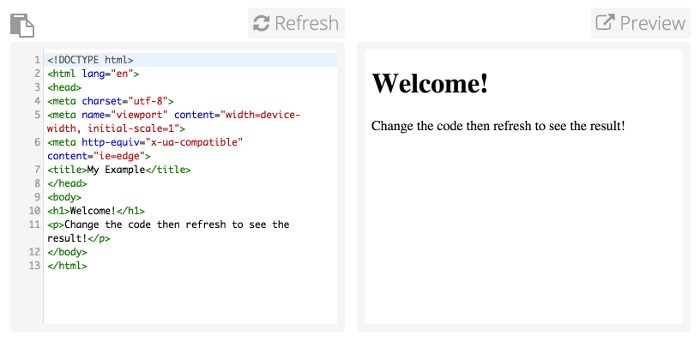 Refresh
Preview
1 <!DOCTYPE html>
2 <html lang="en">
3 <head>
4 <meta charset="utf-8">
5 <meta name="viewport" content="width=device-
width, initial-scale=1">
6 <meta http-equiv="x-ua-compatible"
content="ie=edge">
7 <title>My Example</title>
8 </head>
9 <body>
10 <h1>Welcome!</h1>
11 <p>Change the code then refresh to see the
result!</p>
12 </body>
13 </html>
Welcome!
Change the code then refresh to see the result!